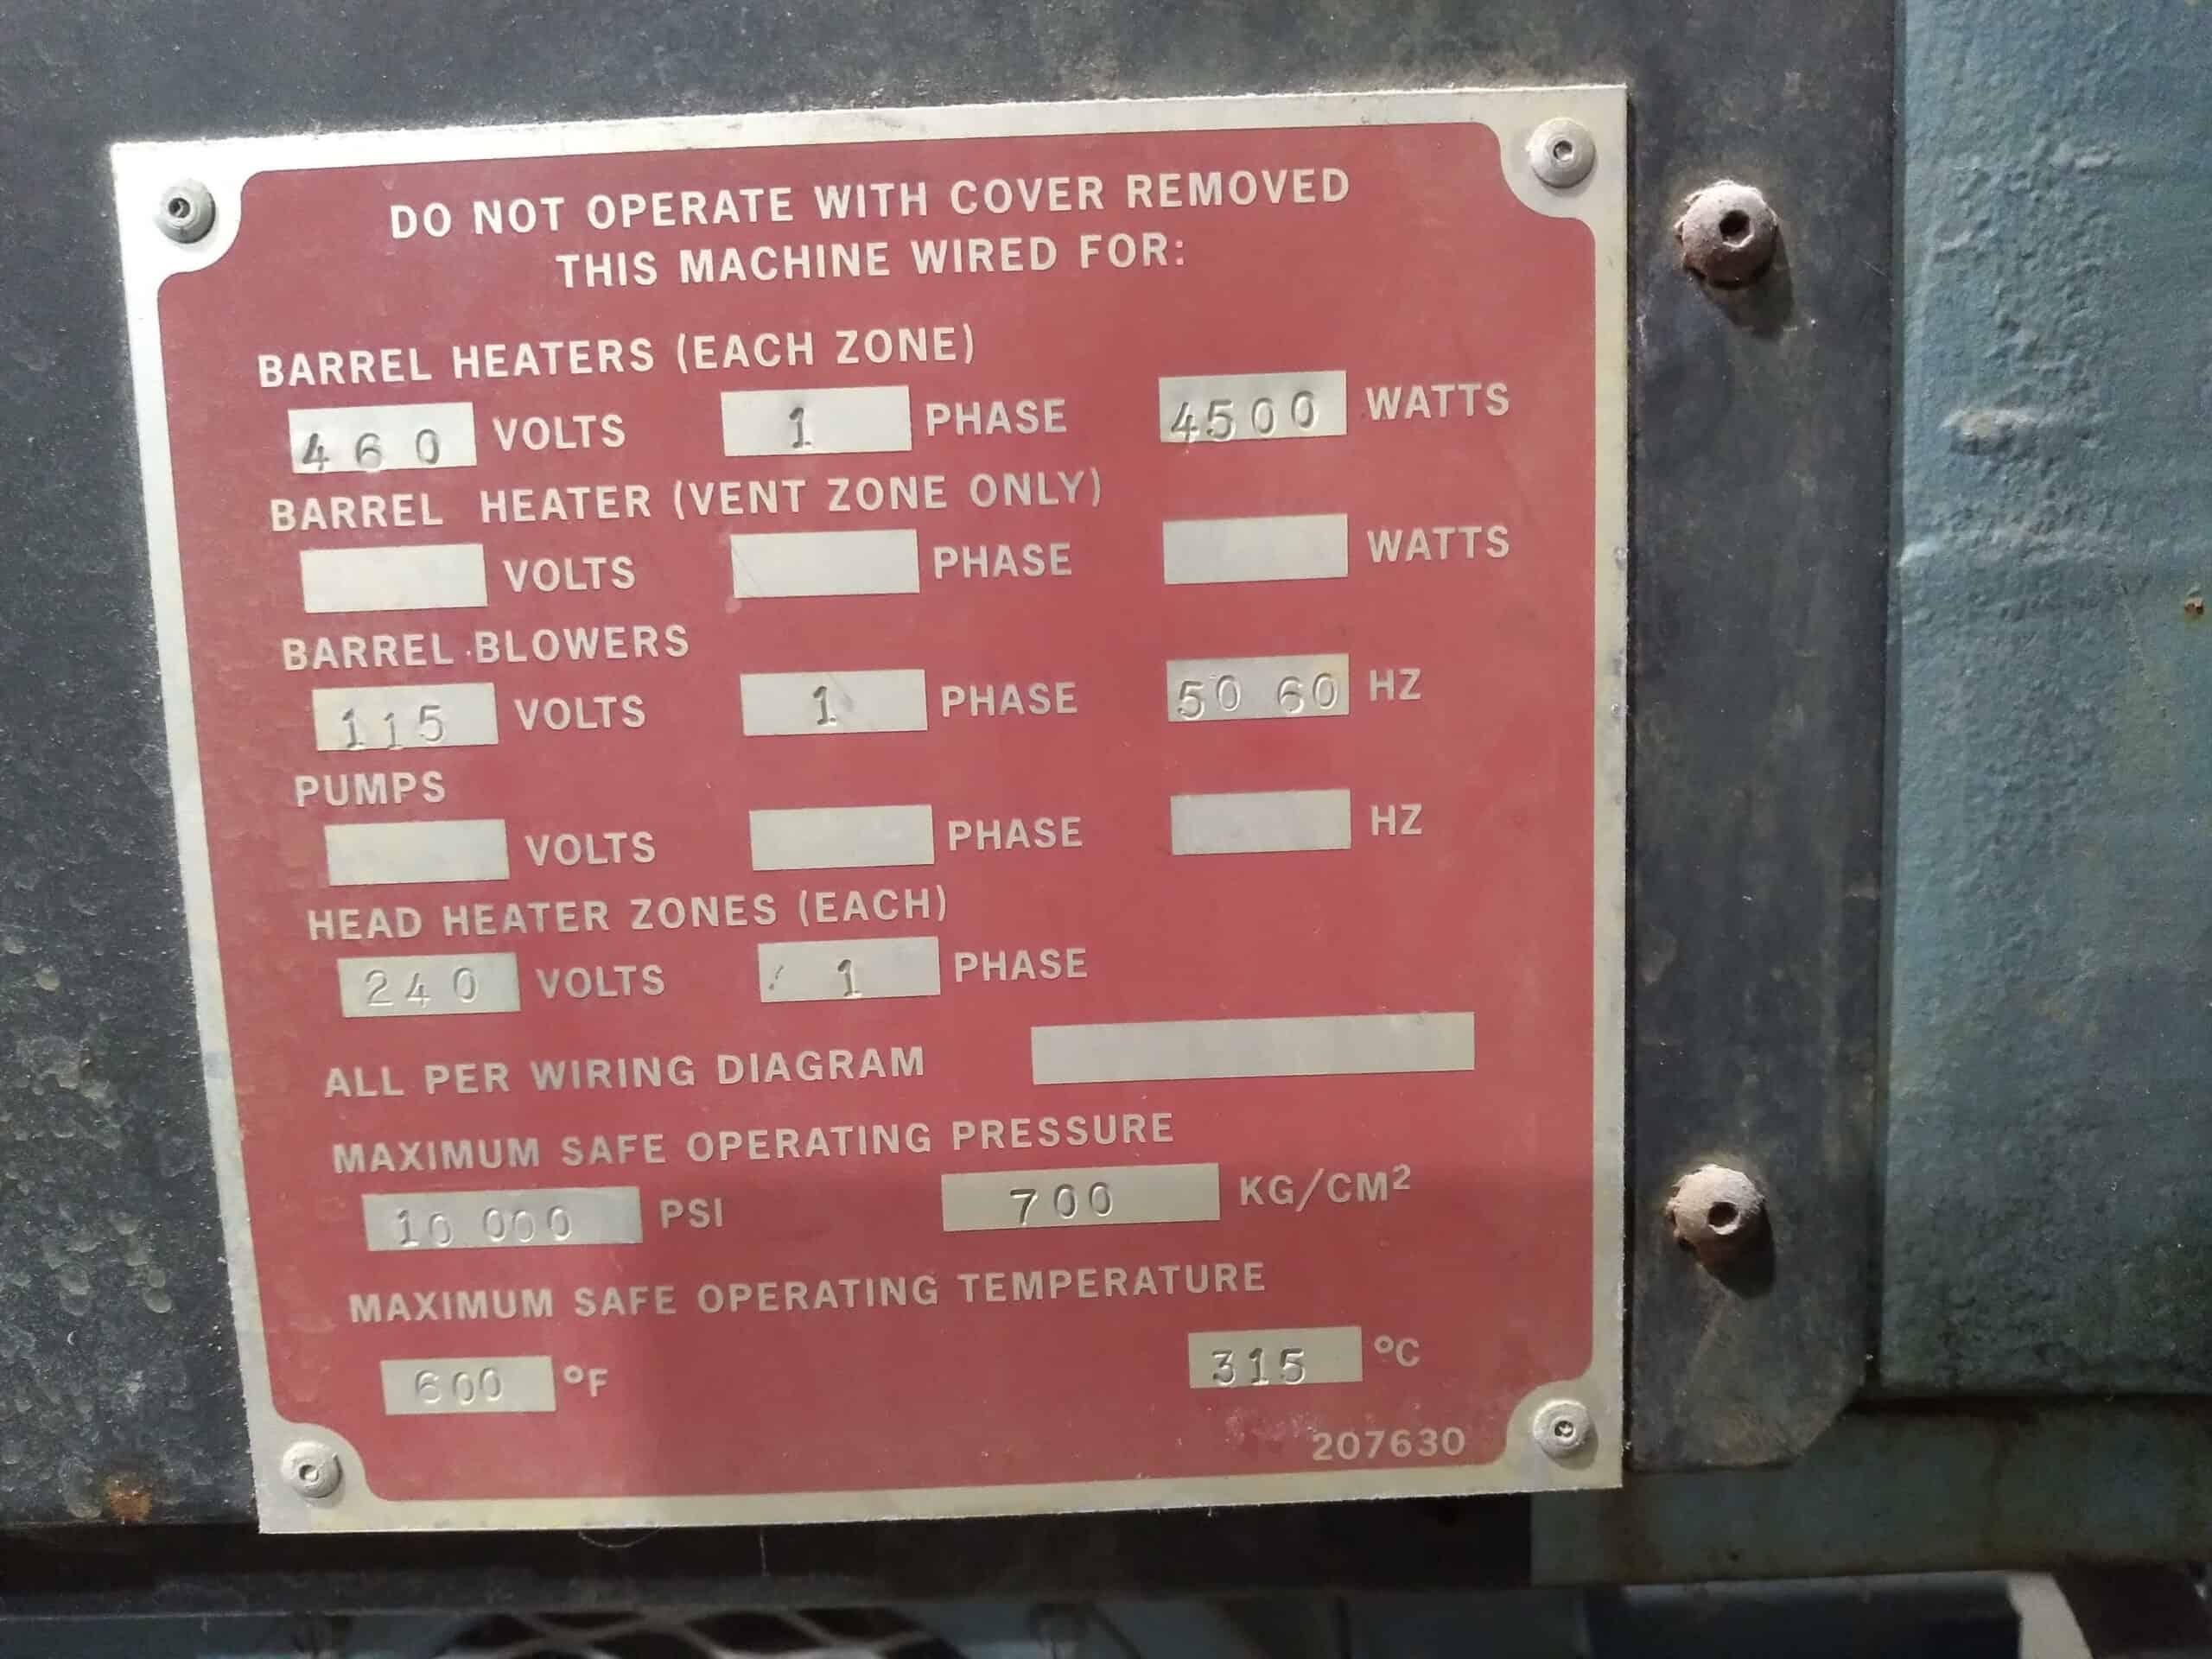 DO NOT OPERATE WITH COVER REMOVED
THIS MACHINE WIRED FOR:
BARREL HEATERS (EACH ZONE)
460 VOLTS 1 PHASE 4500 WATTS
BARREL HEATER (VENT ZONE ONLY)
VOLTS PHASE WATTS
BARREL BLOWERS
115 VOLTS 1 PHASE 50 60 HZ
PUMPS
VOLTS PHASE HZ
HEAD HEATER ZONES (EACH)
240 VOLTS 1 PHASE
ALL PER WIRING DIAGRAM
MAXIMUM SAFE OPERATING PRESSURE
10 000 PSI 700 KG/CM²
MAXIMUM SAFE OPERATING TEMPERATURE
600 °F 315 °C
207630